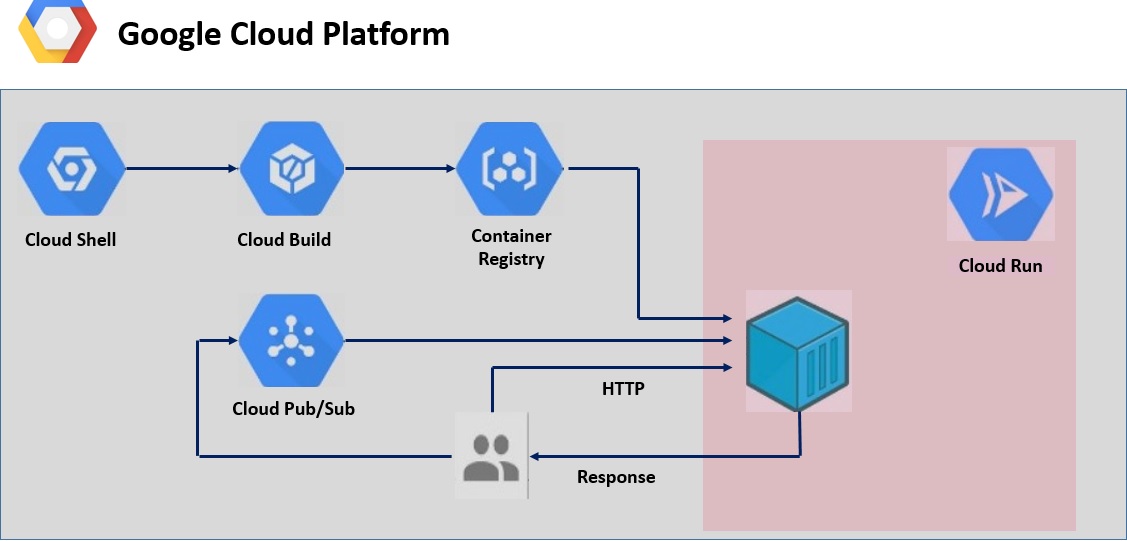 Google Cloud Platform
Cloud Shell
Cloud Build
Container
Registry
Cloud Run
Cloud Pub/Sub
HTTP
Response